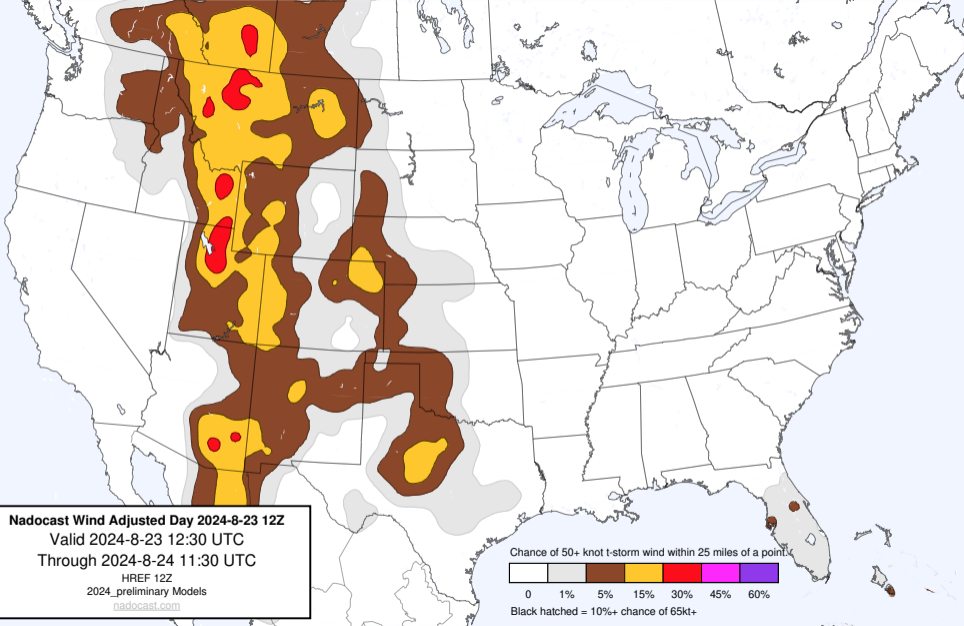 Nadocast Wind Adjusted Day 2024-8-23 12Z
Valid 2024-8-23 12:30 UTC
Through 2024-8-24 11:30 UTC
HREF 12Z
2024_preliminary Models
nadocast.com
Chance of 50+ knot t-storm wind within 25 miles of a point.
0 1% 5% 15% 30% 45% 60%
Black hatched = 10%+ chance of 65kt+